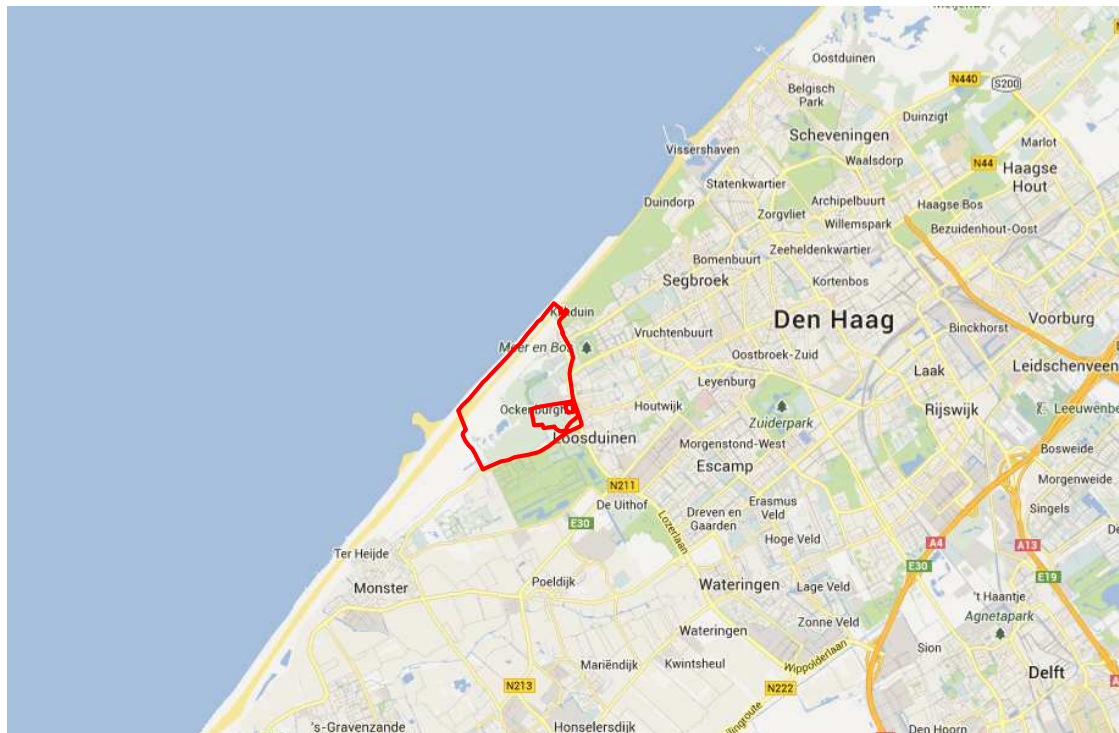 Oostduinen
N440
S200
Belgisch
Park
Duinzigt
Scheveningen
Marlot
Vissershaven
Waalsdorp
N44
Haagse
Hout
Statenkwartier
Duindorp
Archipelbuurt
Haagse Bos
Zorgvliet
Willemspark
Bezuidenhout-Oost
Zeeheldenkwartier
Bomenbuurt
Segbroek
Kortenbos
Den Haag
Voorburg
Binckhorst
Vruchtenbuurt
Meer en Bos
Oostbroek-Zuid
Leidschenveen
Laak
Leyenburg
Ockenburgh
Houtwijk
Zuiderpark
Rijswijk
Leeuwenbe
Loosduinen
Morgenstond-West
Bosweide
Escamp
Morgenweide
N211
De Uithof
Erasmus
Veld
Dreven en
Gaarden
Singels
E30
Lozerlaan
Hoge Veld
A4
A13
Ter Heijde
E30
E19
Monster
Poeldijk
Wateringen
Lage Veld
't Haantje
Agnetapark
Zonne Veld
Wateringen
Sion
Mariëndijk
Kwintsheul
Wippolderlaan
Delft
N213
N222
's-Gravenzande
Honselersdijk
llingroute
Den Hoorn